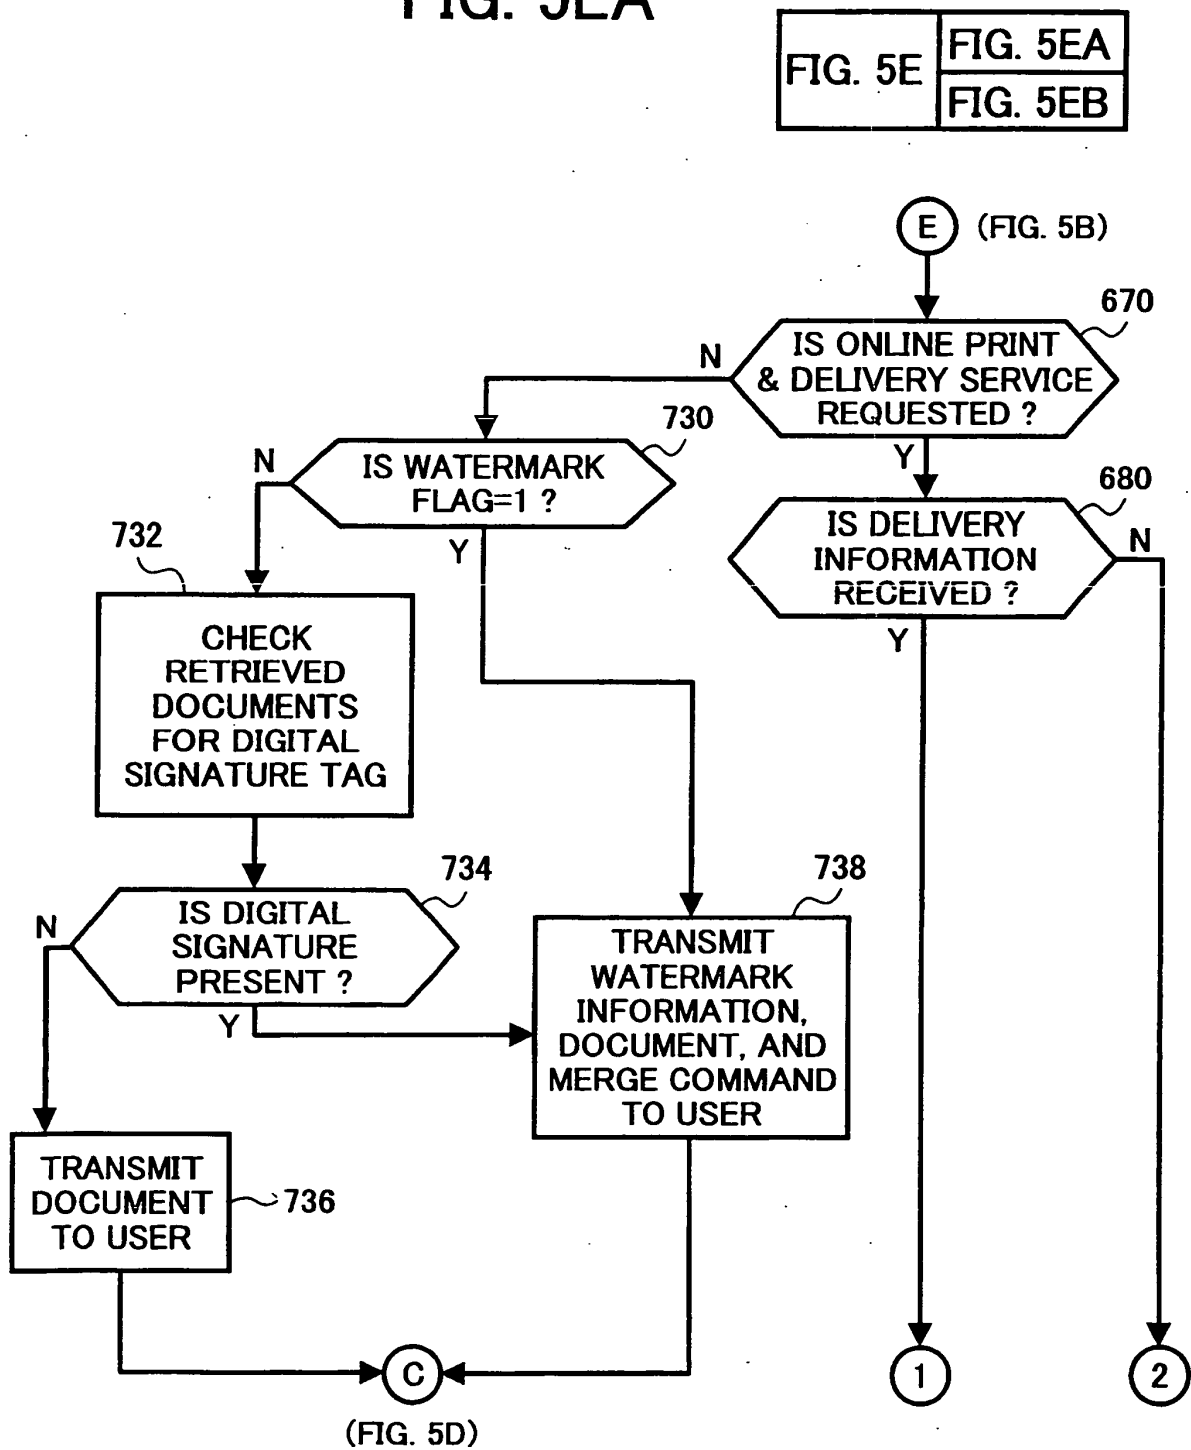 FIG. 5EA
FIG. 5E
FIG. 5EA
FIG. 5EB
E
(FIG. 5B)
670
IS ONLINE PRINT
& DELIVERY SERVICE
REQUESTED ?
N
Y
730
IS WATERMARK
FLAG=1 ?
N
Y
680
IS DELIVERY
INFORMATION
RECEIVED ?
N
Y
732
CHECK
RETRIEVED
DOCUMENTS
FOR DIGITAL
SIGNATURE TAG
734
IS DIGITAL
SIGNATURE
PRESENT ?
N
Y
738
TRANSMIT
WATERMARK
INFORMATION,
DOCUMENT, AND
MERGE COMMAND
TO USER
TRANSMIT
DOCUMENT
TO USER
736
C
(FIG. 5D)
1
2